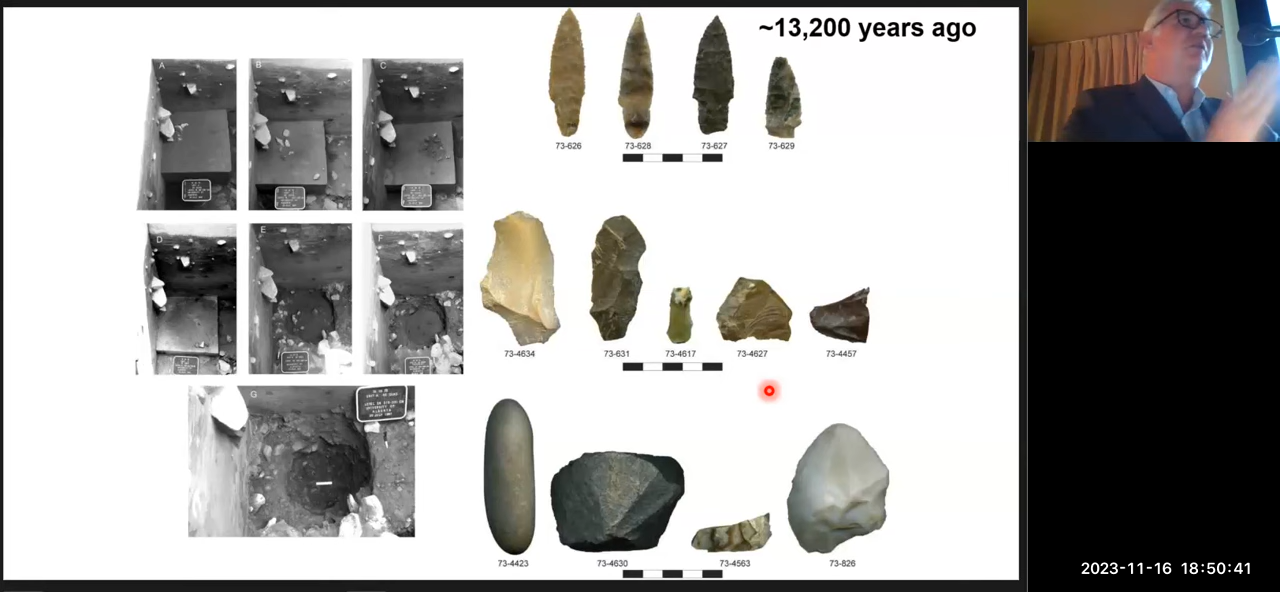 ~13,200 years ago
A
B
C
73-626
73-628
73-627
73-629
D
E
F
73-4634
73-631
73-4617
73-4627
73-4457
G
73-4423
73-4630
73-4563
73-826
2023-11-16 18:50:41